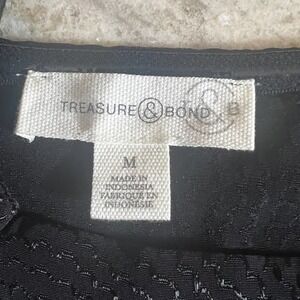 TREASURE & BOND
T & B
M
MADE IN
INDONESIA
FABRIQUÉ EN
INDONÉSIE